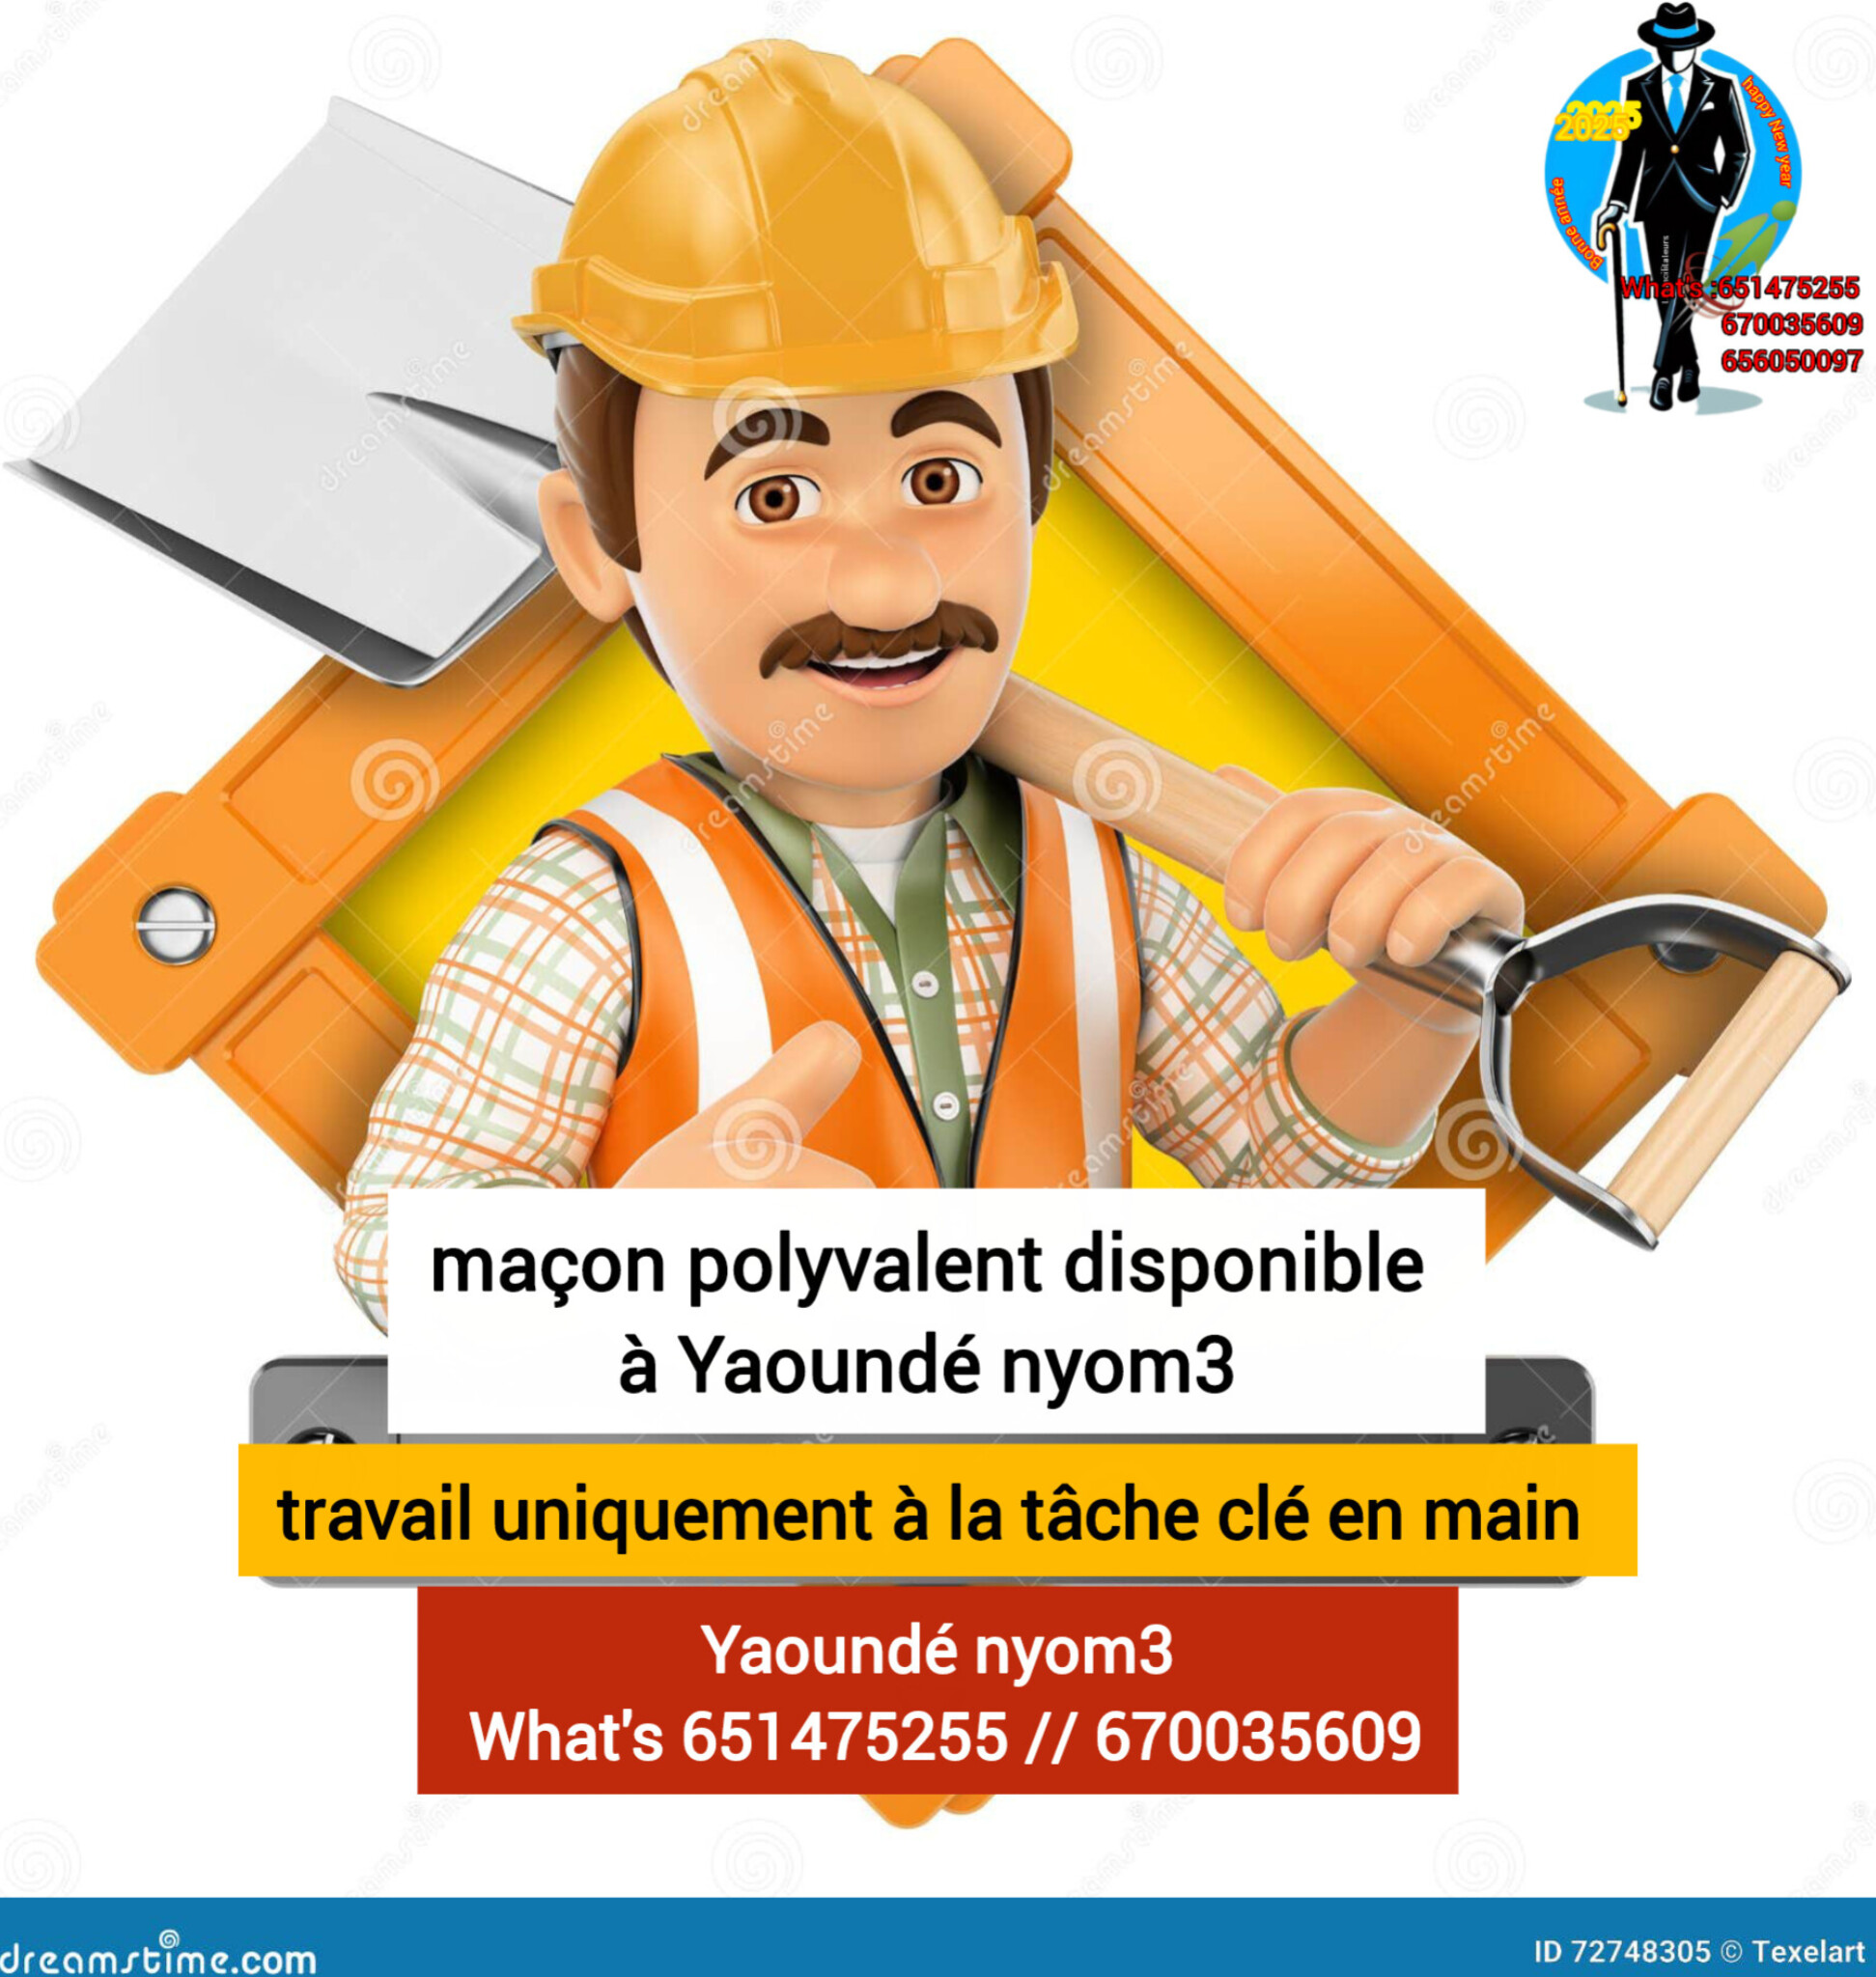 2025
2025
happy New year
Bonne année
What's :651475255
670035609
656050097
maçon polyvalent disponible
à Yaoundé nyom3
travail uniquement à la tâche clé en main
Yaoundé nyom3
What's 651475255 // 670035609
dreamstime.com
ID 72748305 © Texelart